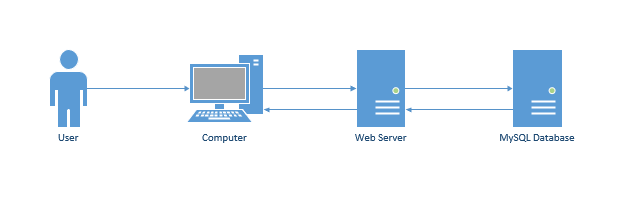 User
Computer
Web Server
MySQL Database